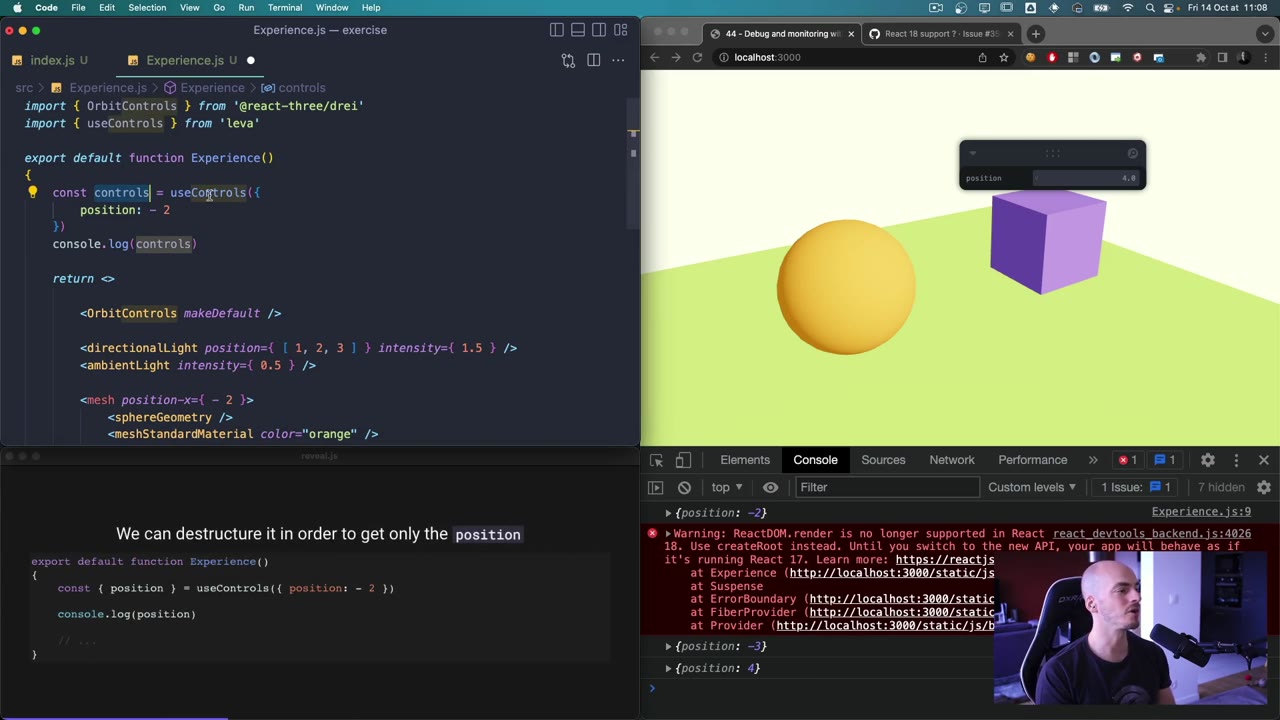 Code File Edit Selection View Go Run Terminal Window Help Fri 14 Oct at 11:08
Experience.js — exercise
index.js U Experience.js U
src > Experience.js > Experience > controls
import { OrbitControls } from '@react-three/drei'
import { useControls } from 'leva'
export default function Experience()
{
const controls = useControls({
position: - 2
})
console.log(controls)
return <>
<OrbitControls makeDefault />
<directionalLight position={ [ 1, 2, 3 ] } intensity={ 1.5 } />
<ambientLight intensity={ 0.5 } />
<mesh position-x={ - 2 }>
<sphereGeometry />
<meshStandardMaterial color="orange" />
reveal.js
We can destructure it in order to get only the position
export default function Experience()
{
const { position } = useControls({ position: - 2 })
console.log(position)
// ...
}
44 - Debug and monitoring wi
React 18 support ? · Issue #35
localhost:3000
position 4.0
Elements Console Sources Network Performance » 1 1
top Filter Custom levels 1 Issue: 1 7 hidden
{position: -2} Experience.js:9
Warning: ReactDOM.render is no longer supported in React react_devtools_backend.js:4026
18. Use createRoot instead. Until you switch to the new API, your app will behave as if
it's running React 17. Learn more: https://reactjs
at Experience (http://localhost:3000/static/js
at Suspense
at ErrorBoundary (http://localhost:3000/static
at FiberProvider (http://localhost:3000/static
at Provider (http://localhost:3000/static/js/b
{position: -3}
{position: 4}